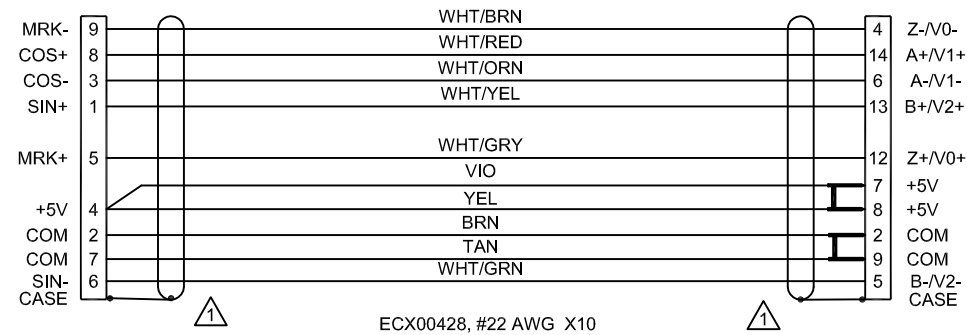 MRK- 9 WHT/BRN 4 Z-/V0-
COS+ 8 WHT/RED 14 A+/V1+
COS- 3 WHT/ORN 6 A-/V1-
SIN+ 1 WHT/YEL 13 B+/V2+
MRK+ 5 WHT/GRY 12 Z+/V0+
VIO 7 +5V
+5V 4 YEL 8 +5V
COM 2 BRN 2 COM
COM 7 TAN 9 COM
SIN- 6 WHT/GRN 5 B-/V2-
CASE CASE
1 1
ECX00428, #22 AWG X10